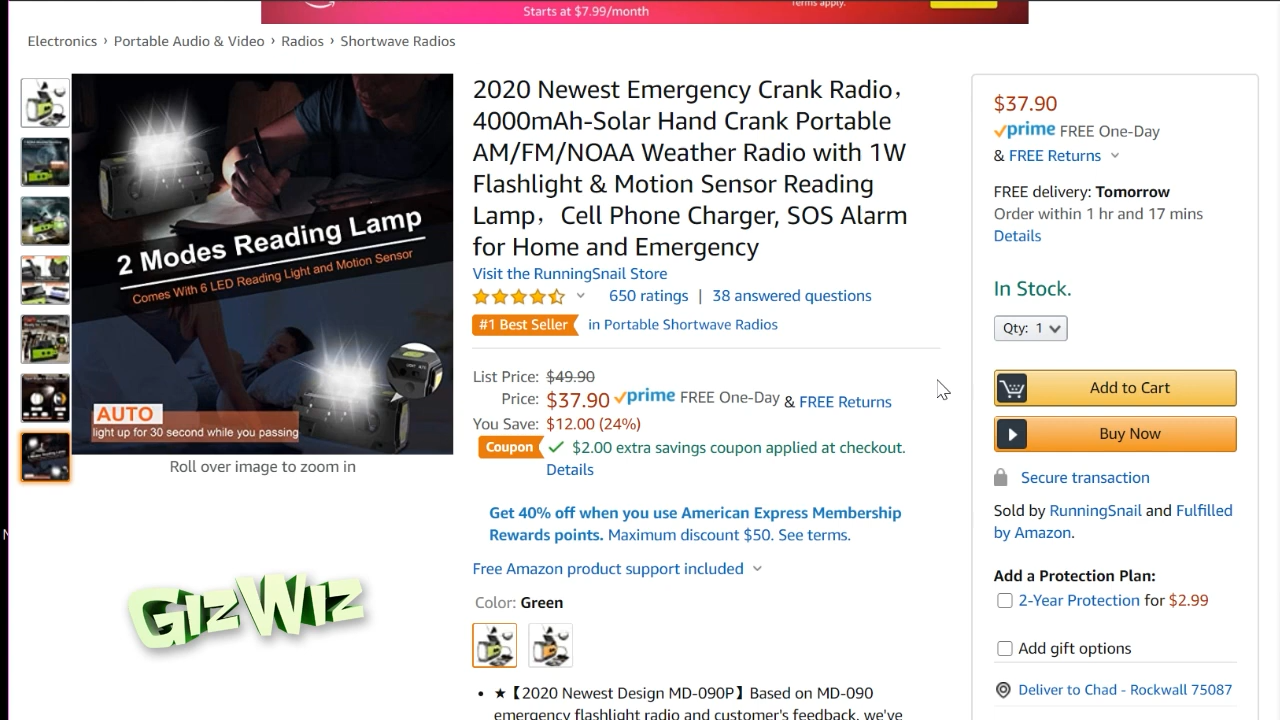 Starts at $7.99/month
Terms apply.
Electronics › Portable Audio & Video › Radios › Shortwave Radios
2 Modes Reading Lamp
Comes With 6 LED Reading Light and Motion Sensor
AUTO
light up for 30 second while you passing
Roll over image to zoom in
GizWiz
2020 Newest Emergency Crank Radio，
4000mAh-Solar Hand Crank Portable
AM/FM/NOAA Weather Radio with 1W
Flashlight & Motion Sensor Reading
Lamp， Cell Phone Charger, SOS Alarm
for Home and Emergency
Visit the RunningSnail Store
650 ratings | 38 answered questions
#1 Best Seller in Portable Shortwave Radios
List Price: $49.90
Price: $37.90 prime FREE One-Day & FREE Returns
You Save: $12.00 (24%)
Coupon $2.00 extra savings coupon applied at checkout.
Details
Get 40% off when you use American Express Membership
Rewards points. Maximum discount $50. See terms.
Free Amazon product support included
Color: Green
• ★【2020 Newest Design MD-090P】Based on MD-090
emergency flashlight radio and customer's feedback, we've
$37.90
prime FREE One-Day
& FREE Returns
FREE delivery: Tomorrow
Order within 1 hr and 17 mins
Details
In Stock.
Qty: 1
Add to Cart
Buy Now
Secure transaction
Sold by RunningSnail and Fulfilled
by Amazon.
Add a Protection Plan:
2-Year Protection for $2.99
Add gift options
Deliver to Chad - Rockwall 75087